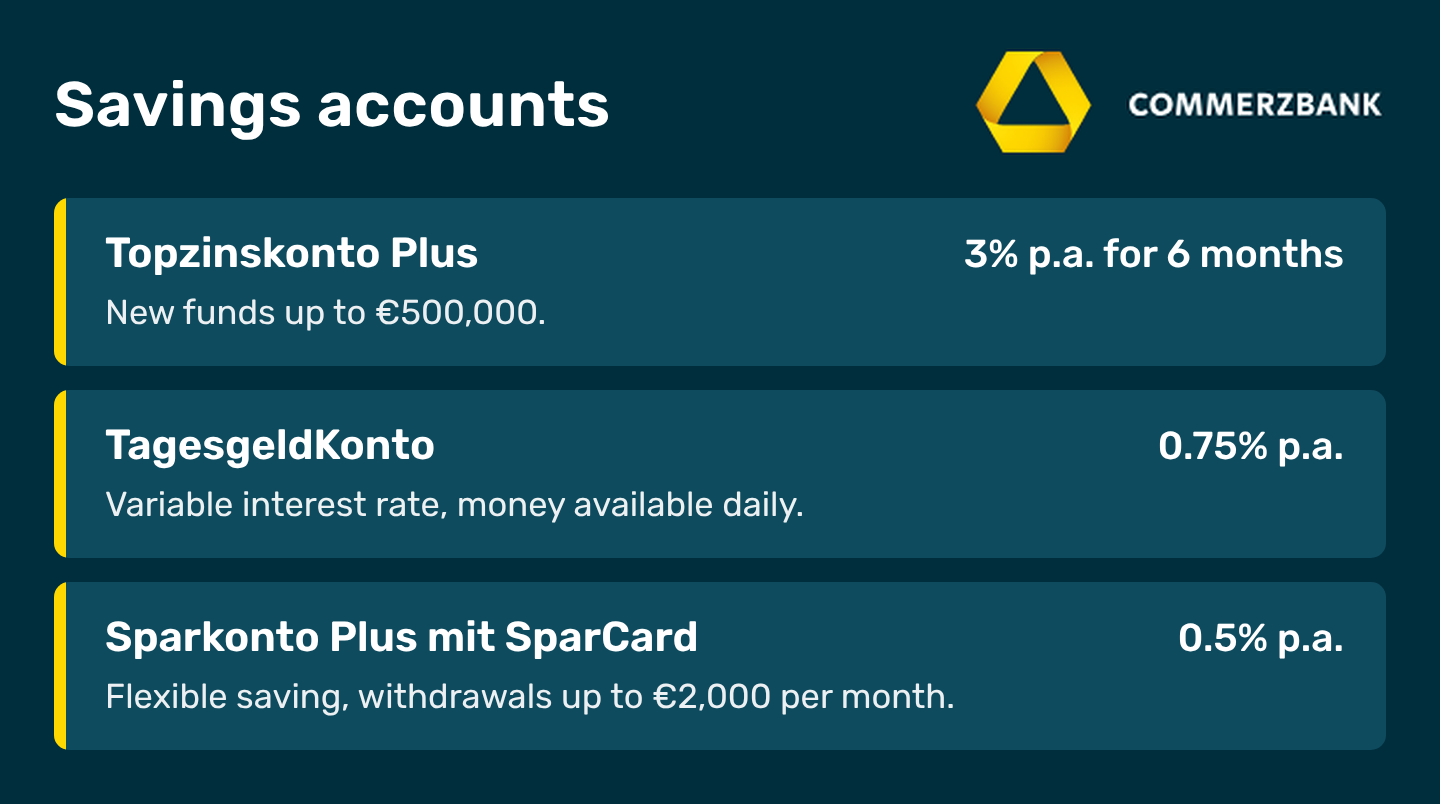 Savings accounts
COMMERZBANK
Topzinskonto Plus
3% p.a. for 6 months
New funds up to €500,000.
TagesgeldKonto
0.75% p.a.
Variable interest rate, money available daily.
Sparkonto Plus mit SparCard
0.5% p.a.
Flexible saving, withdrawals up to €2,000 per month.